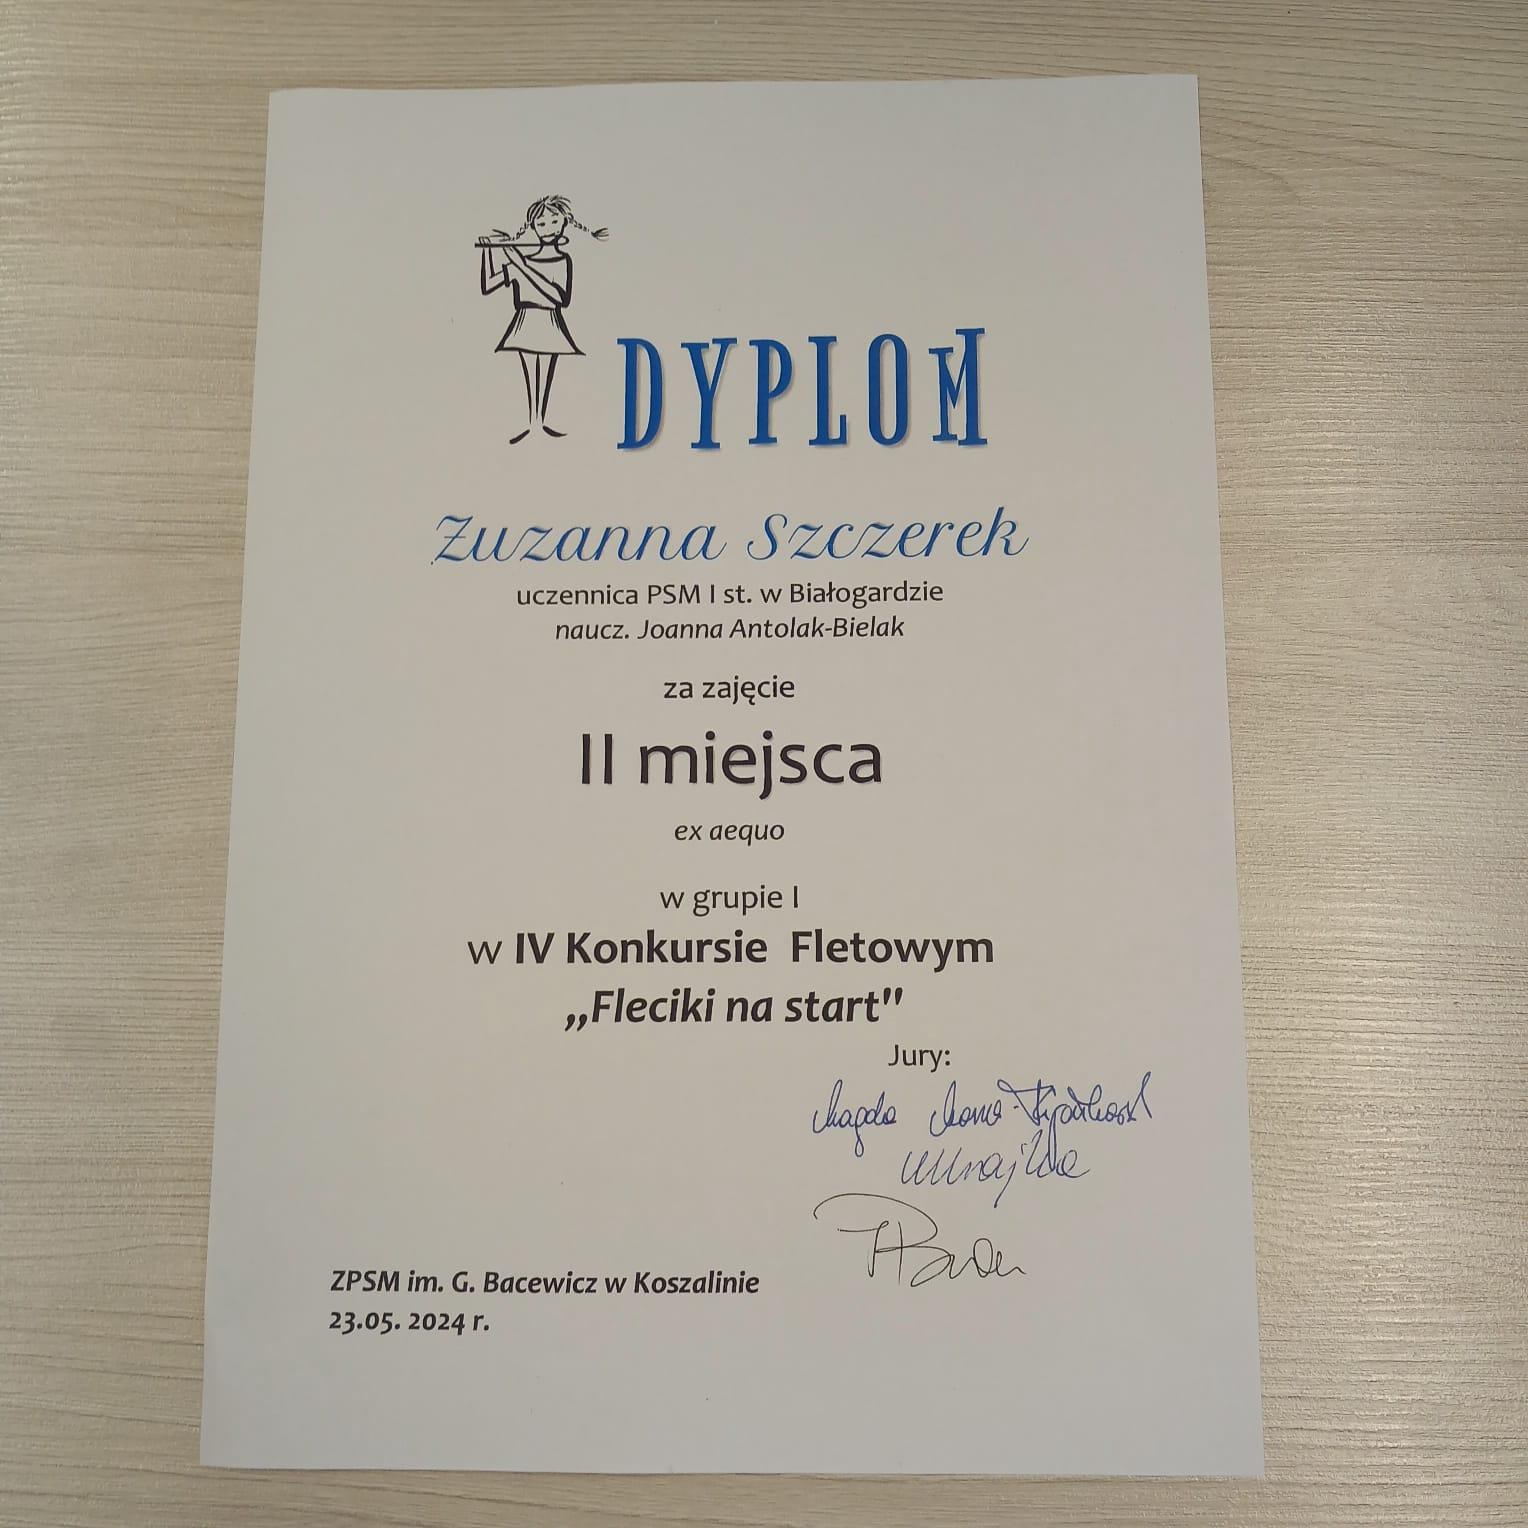 DYPLOM
Zuzanna Szczerek
uczennica PSM I st. w Białogardzie
naucz. Joanna Antolak-Bielak
za zajęcie
II miejsca
ex aequo
w grupie I
w IV Konkursie Fletowym
„Fleciki na start"
Jury:
Magda
ZPSM im. G. Bacewicz w Koszalinie
23.05. 2024 r.